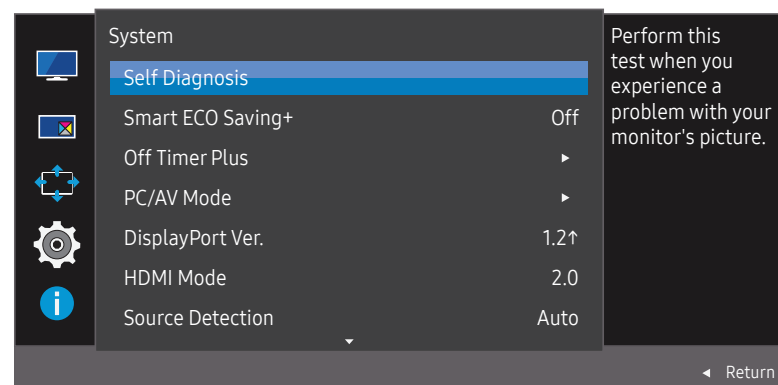 System
Self Diagnosis
Smart ECO Saving+ Off
Off Timer Plus ▸
PC/AV Mode ▸
DisplayPort Ver. 1.2↑
HDMI Mode 2.0
Source Detection Auto
Perform this
test when you
experience a
problem with your
monitor's picture.
◂ Return